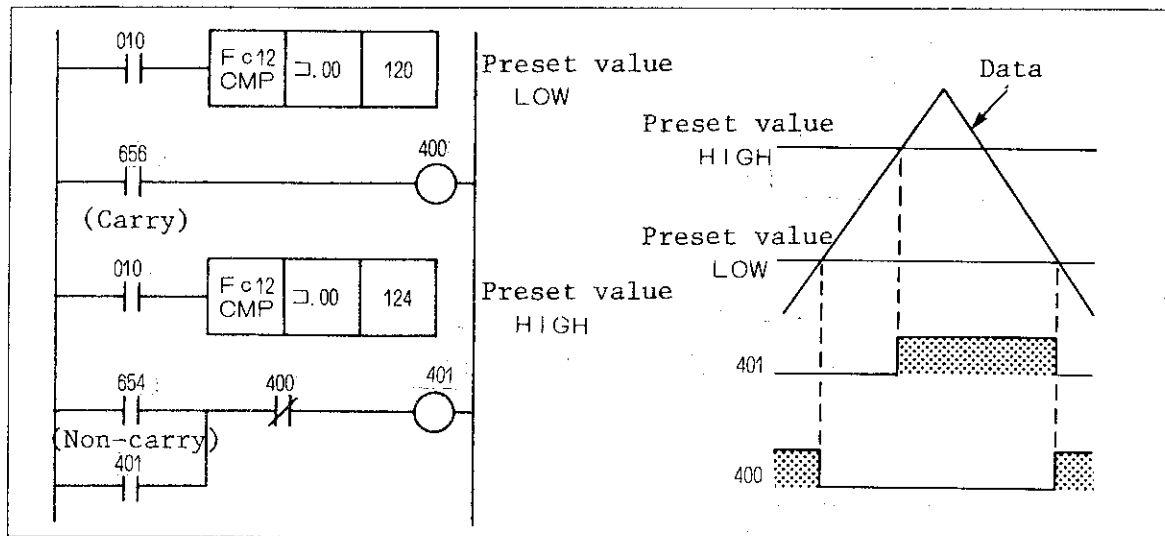 010
Fc12 CMP コ.00 120
Preset value
LOW
656
400
(Carry)
010
Fc12 CMP コ.00 124
Preset value
HIGH
654
400
401
(Non-carry)
401
Data
Preset value
HIGH
Preset value
LOW
401
400